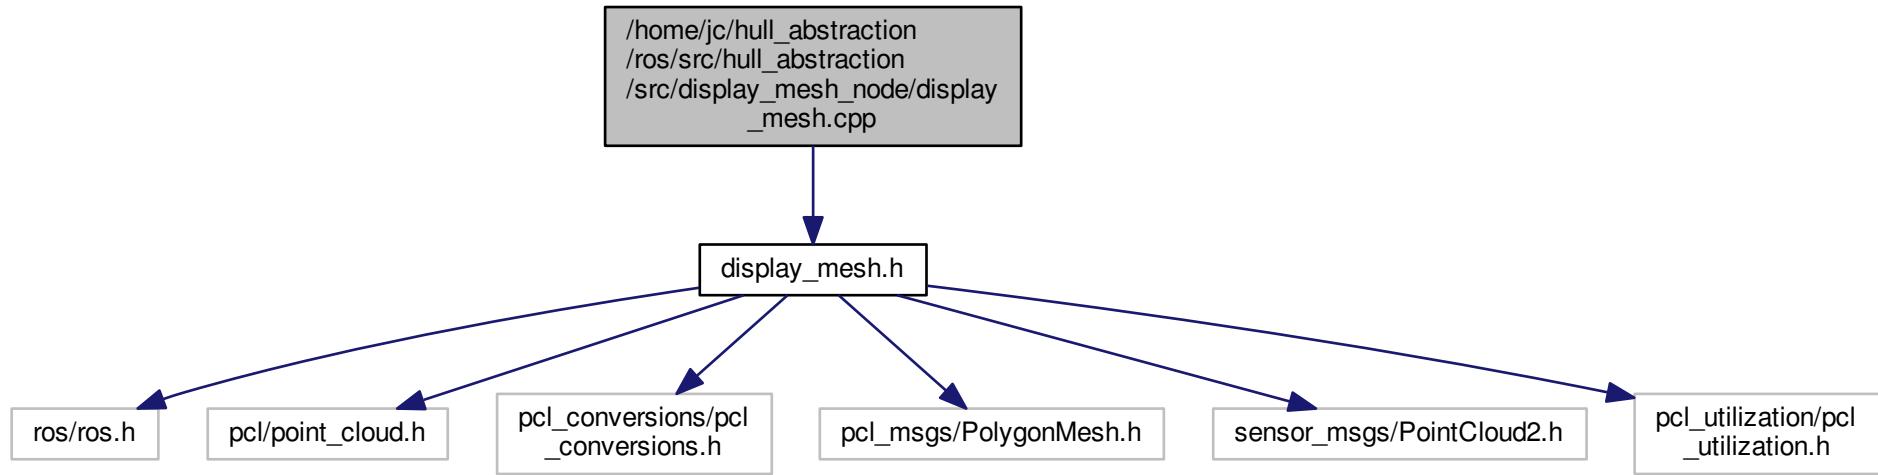 /home/jc/hull_abstraction
/ros/src/hull_abstraction
/src/display_mesh_node/display
_mesh.cpp
display_mesh.h
ros/ros.h
pcl/point_cloud.h
pcl_conversions/pcl
_conversions.h
pcl_msgs/PolygonMesh.h
sensor_msgs/PointCloud2.h
pcl_utilization/pcl
_utilization.h